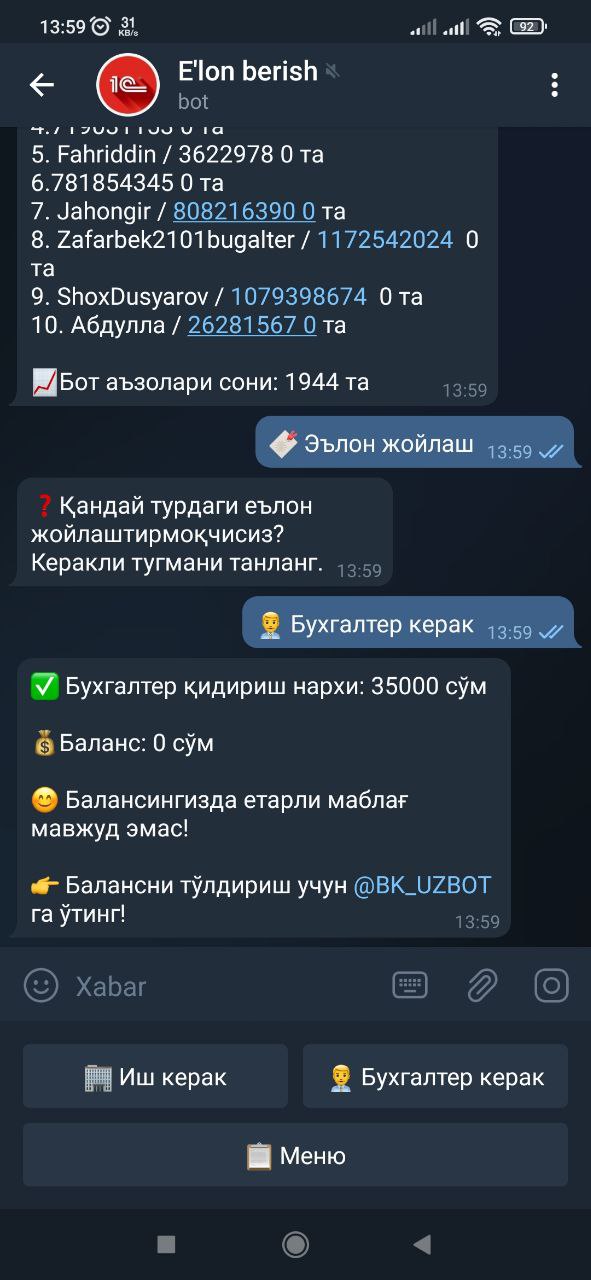 13:59 31 KB/s 92
E'lon berish
bot
5. Fahriddin / 3622978 0 та
6.781854345 0 та
7. Jahongir / 808216390 0 та
8. Zafarbek2101bugalter / 1172542024 0
та
9. ShoxDusyarov / 1079398674 0 та
10. Абдулла / 26281567 0 та
📈Бот аъзолари сони: 1944 та
13:59
Эълон жойлаш 13:59
❓Қандай турдаги еълон
жойлаштирмоқчисиз?
Керакли тугмани танланг. 13:59
👨‍💼 Бухгалтер керак 13:59
✅ Бухгалтер қидириш нархи: 35000 сўм
💰Баланс: 0 сўм
😊 Балансингизда етарли маблағ
мавжуд эмас!
👉 Балансни тўлдириш учун @BK_UZBOT
га ўтинг!
13:59
Xabar
🏢 Иш керак
👨‍💼 Бухгалтер керак
📋 Меню